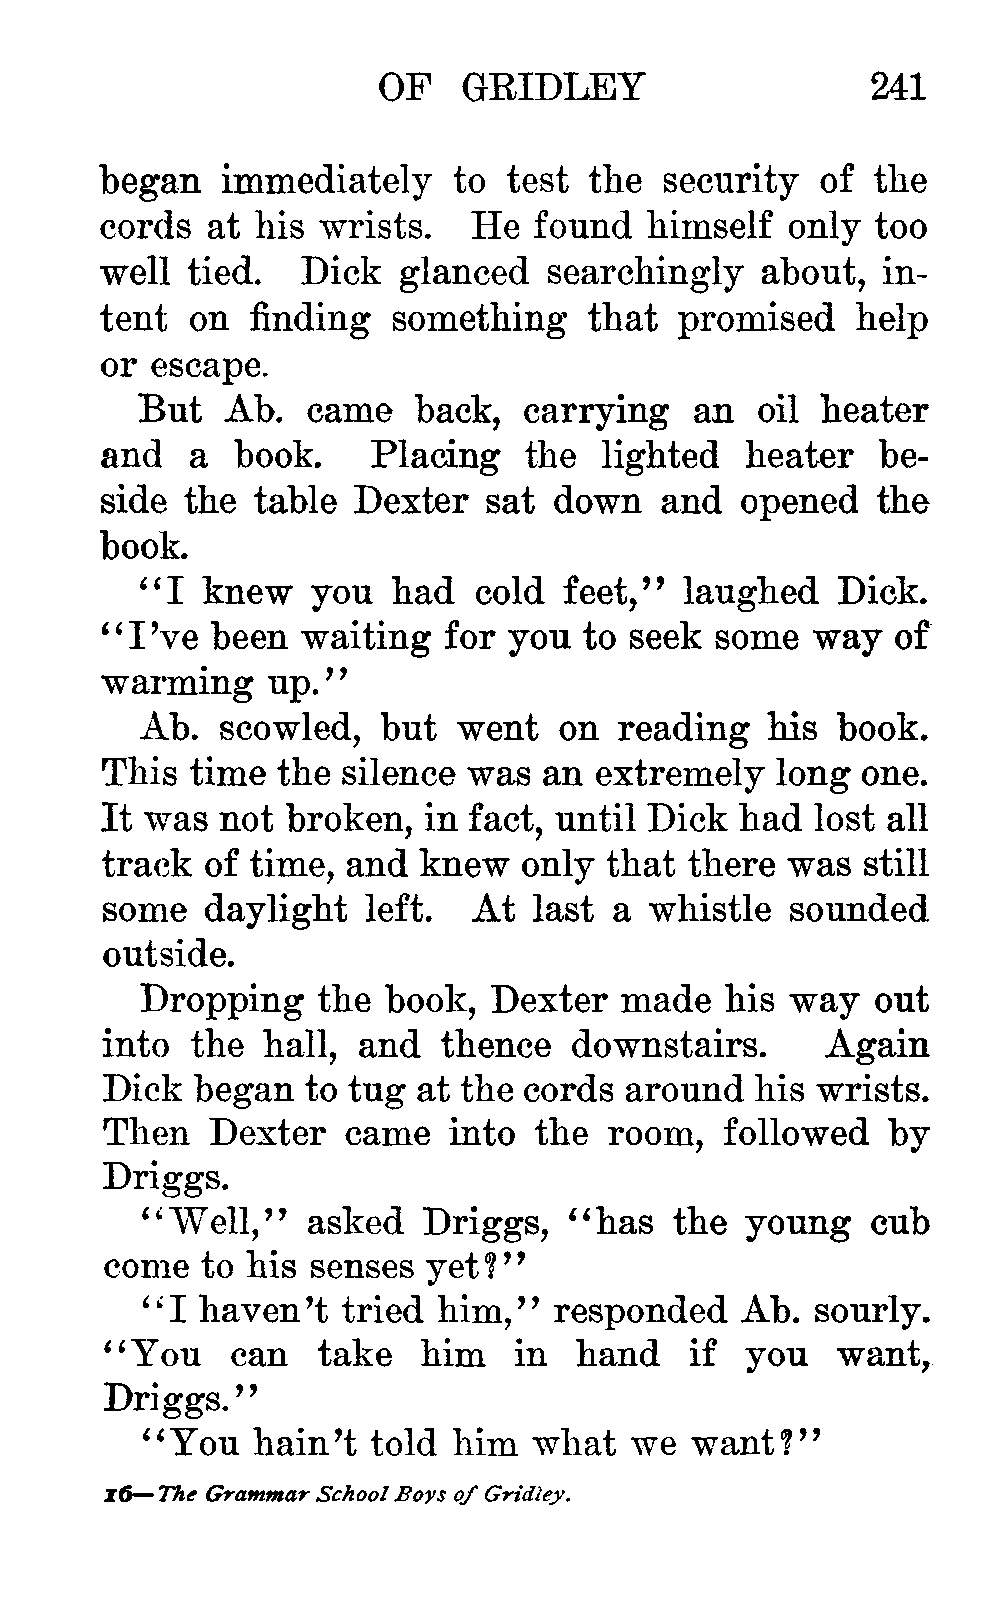 OF GRIDLEY 241
began immediately to test the security of the
cords at his wrists. He found himself only too
well tied. Dick glanced searchingly about, in-
tent on finding something that promised help
or escape.
But Ab. came back, carrying an oil heater
and a book. Placing the lighted heater be-
side the table Dexter sat down and opened the
book.
“I knew you had cold feet,” laughed Dick.
“I’ve been waiting for you to seek some way of
warming up.”
Ab. scowled, but went on reading his book.
This time the silence was an extremely long one.
It was not broken, in fact, until Dick had lost all
track of time, and knew only that there was still
some daylight left. At last a whistle sounded
outside.
Dropping the book, Dexter made his way out
into the hall, and thence downstairs. Again
Dick began to tug at the cords around his wrists.
Then Dexter came into the room, followed by
Driggs.
“Well,” asked Driggs, “has the young cub
come to his senses yet?”
“I haven’t tried him,” responded Ab. sourly.
“You can take him in hand if you want,
Driggs.”
“You hain’t told him what we want?”
16—The Grammar School Boys of Gridley.